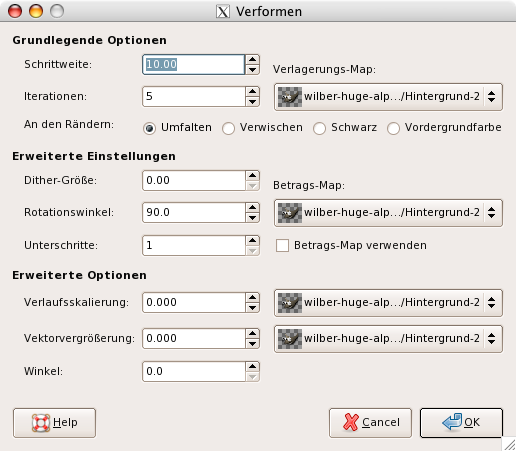 Verformen
Grundlegende Optionen
Schrittweite: 10.00
Verlagerungs-Map:
Iterationen: 5 wilber-huge-alp.../Hintergrund-2
An den Rändern: Umfalten Verwischen Schwarz Vordergrundfarbe
Erweiterte Einstellungen
Dither-Größe: 0.00
Betrags-Map:
Rotationswinkel: 90.0 wilber-huge-alp.../Hintergrund-2
Unterschritte: 1 Betrags-Map verwenden
Erweiterte Optionen
Verlaufsskalierung: 0.000 wilber-huge-alp.../Hintergrund-2
Vektorvergrößerung: 0.000 wilber-huge-alp.../Hintergrund-2
Winkel: 0.0
Help Cancel OK